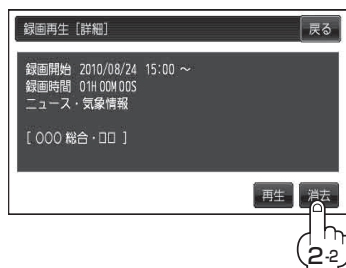 録画再生［詳細］ 戻る
録画開始 2010/08/24 15:00 ～
録画時間 01H 00M 00S
ニュース・気象情報
[ ○○○ 総合・□□ ]
再生 消去
2-2